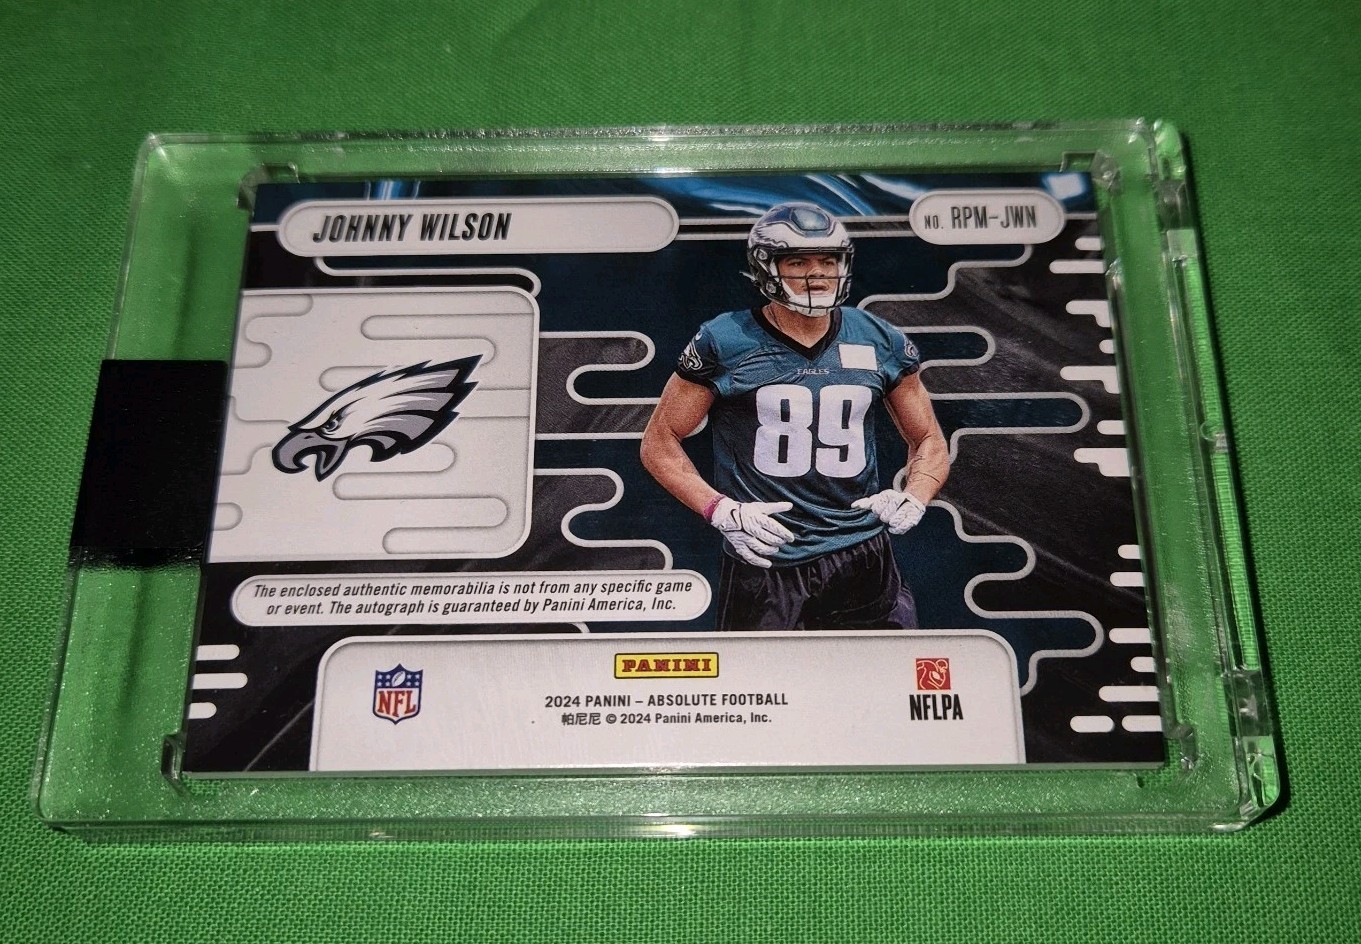 JOHNNY WILSON
NO. RPM-JWN
EAGLES
89
The enclosed authentic memorabilia is not from any specific game
or event. The autograph is guaranteed by Panini America, Inc.
NFL
PANINI
2024 PANINI – ABSOLUTE FOOTBALL
帕尼尼 © 2024 Panini America, Inc.
NFLPA